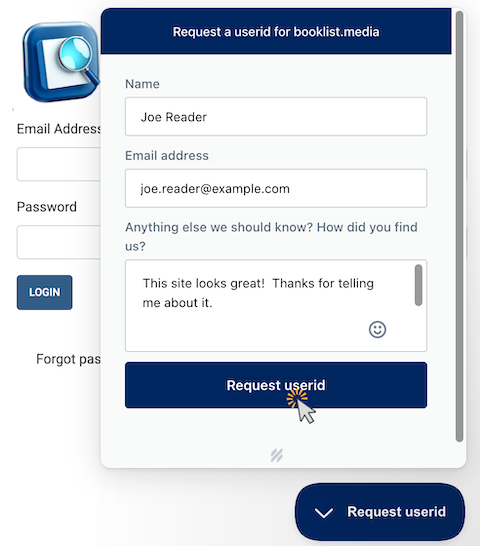 Request a userid for booklist.media
Name
Joe Reader
Email address
joe.reader@example.com
Anything else we should know? How did you find
us?
This site looks great!  Thanks for telling
me about it.
Request userid
Email Address
Password
LOGIN
Forgot pas
Request userid